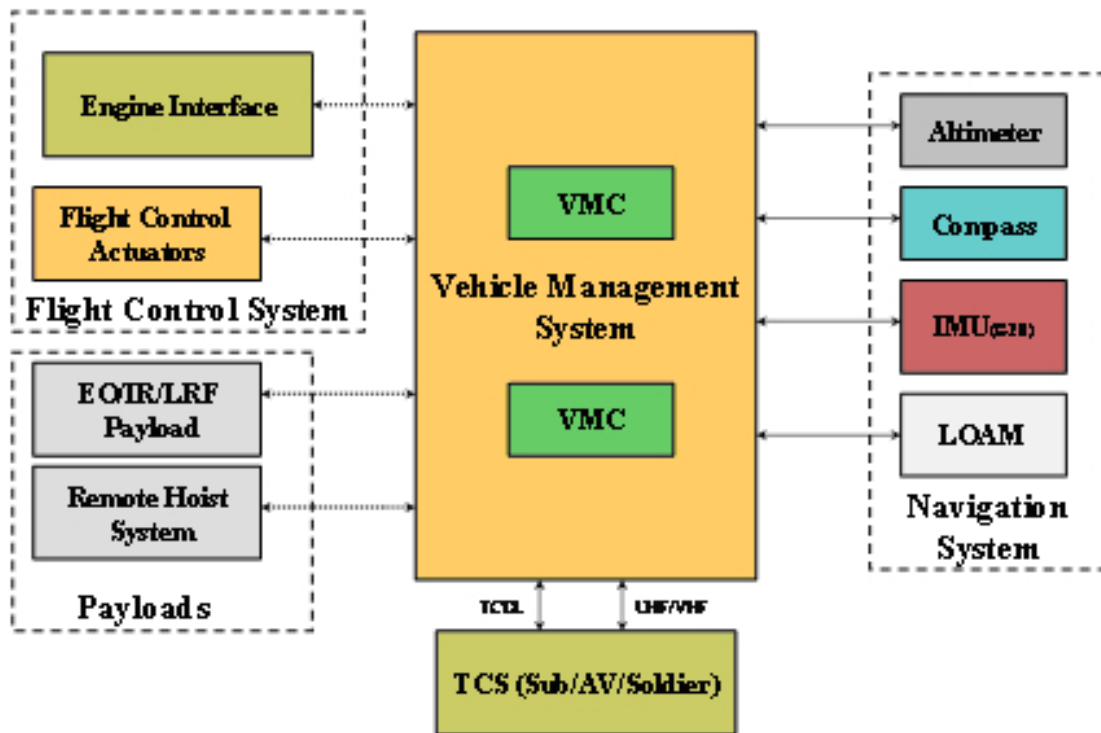 Engine Interface
Flight Control
Actuators
Flight Control System
EO/IR/LRF
Payload
Remote Hoist
System
Payloads
VMC
Vehicle Management
System
VMC
TCDL
UHF/VHF
TCS (Sub/AV/Soldier)
Altimeter
Compass
IMU
LOAM
Navigation
System